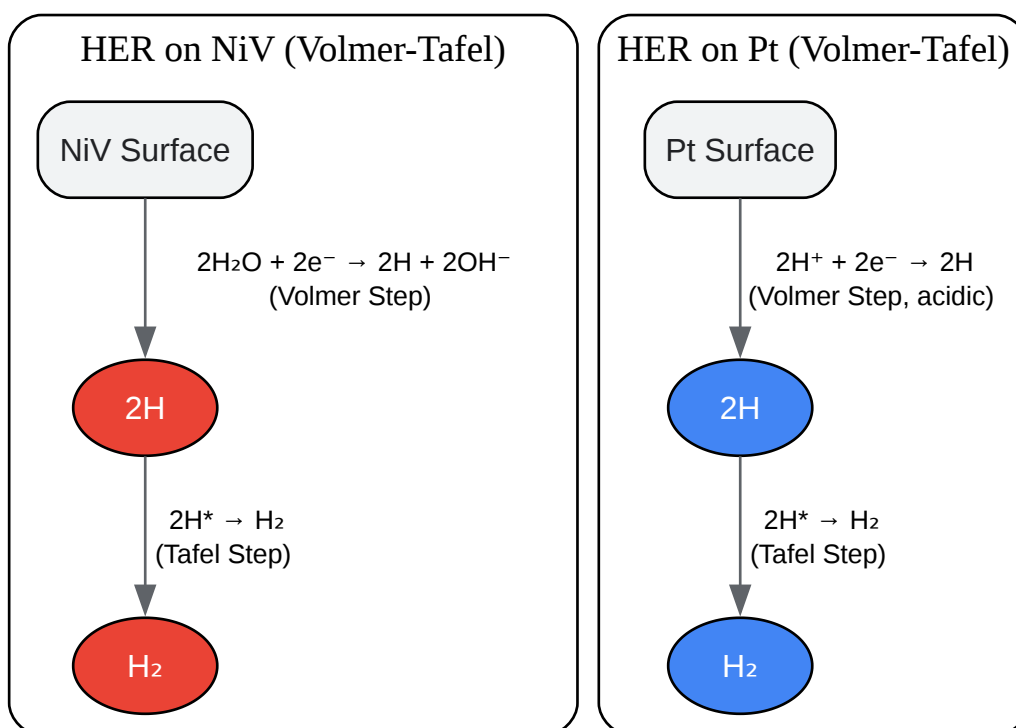 HER on NiV (Volmer-Tafel)
NiV Surface
2H₂O + 2e⁻ → 2H + 2OH⁻
(Volmer Step)
2H
2H* → H₂
(Tafel Step)
H₂
HER on Pt (Volmer-Tafel)
Pt Surface
2H⁺ + 2e⁻ → 2H
(Volmer Step, acidic)
2H
2H* → H₂
(Tafel Step)
H₂